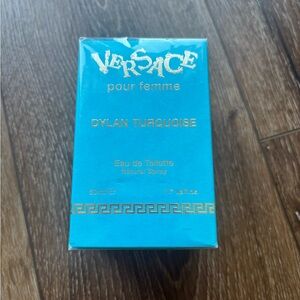 VERSACE
pour femme
DYLAN TURQUOISE
Eau de Toilette
Natural Spray